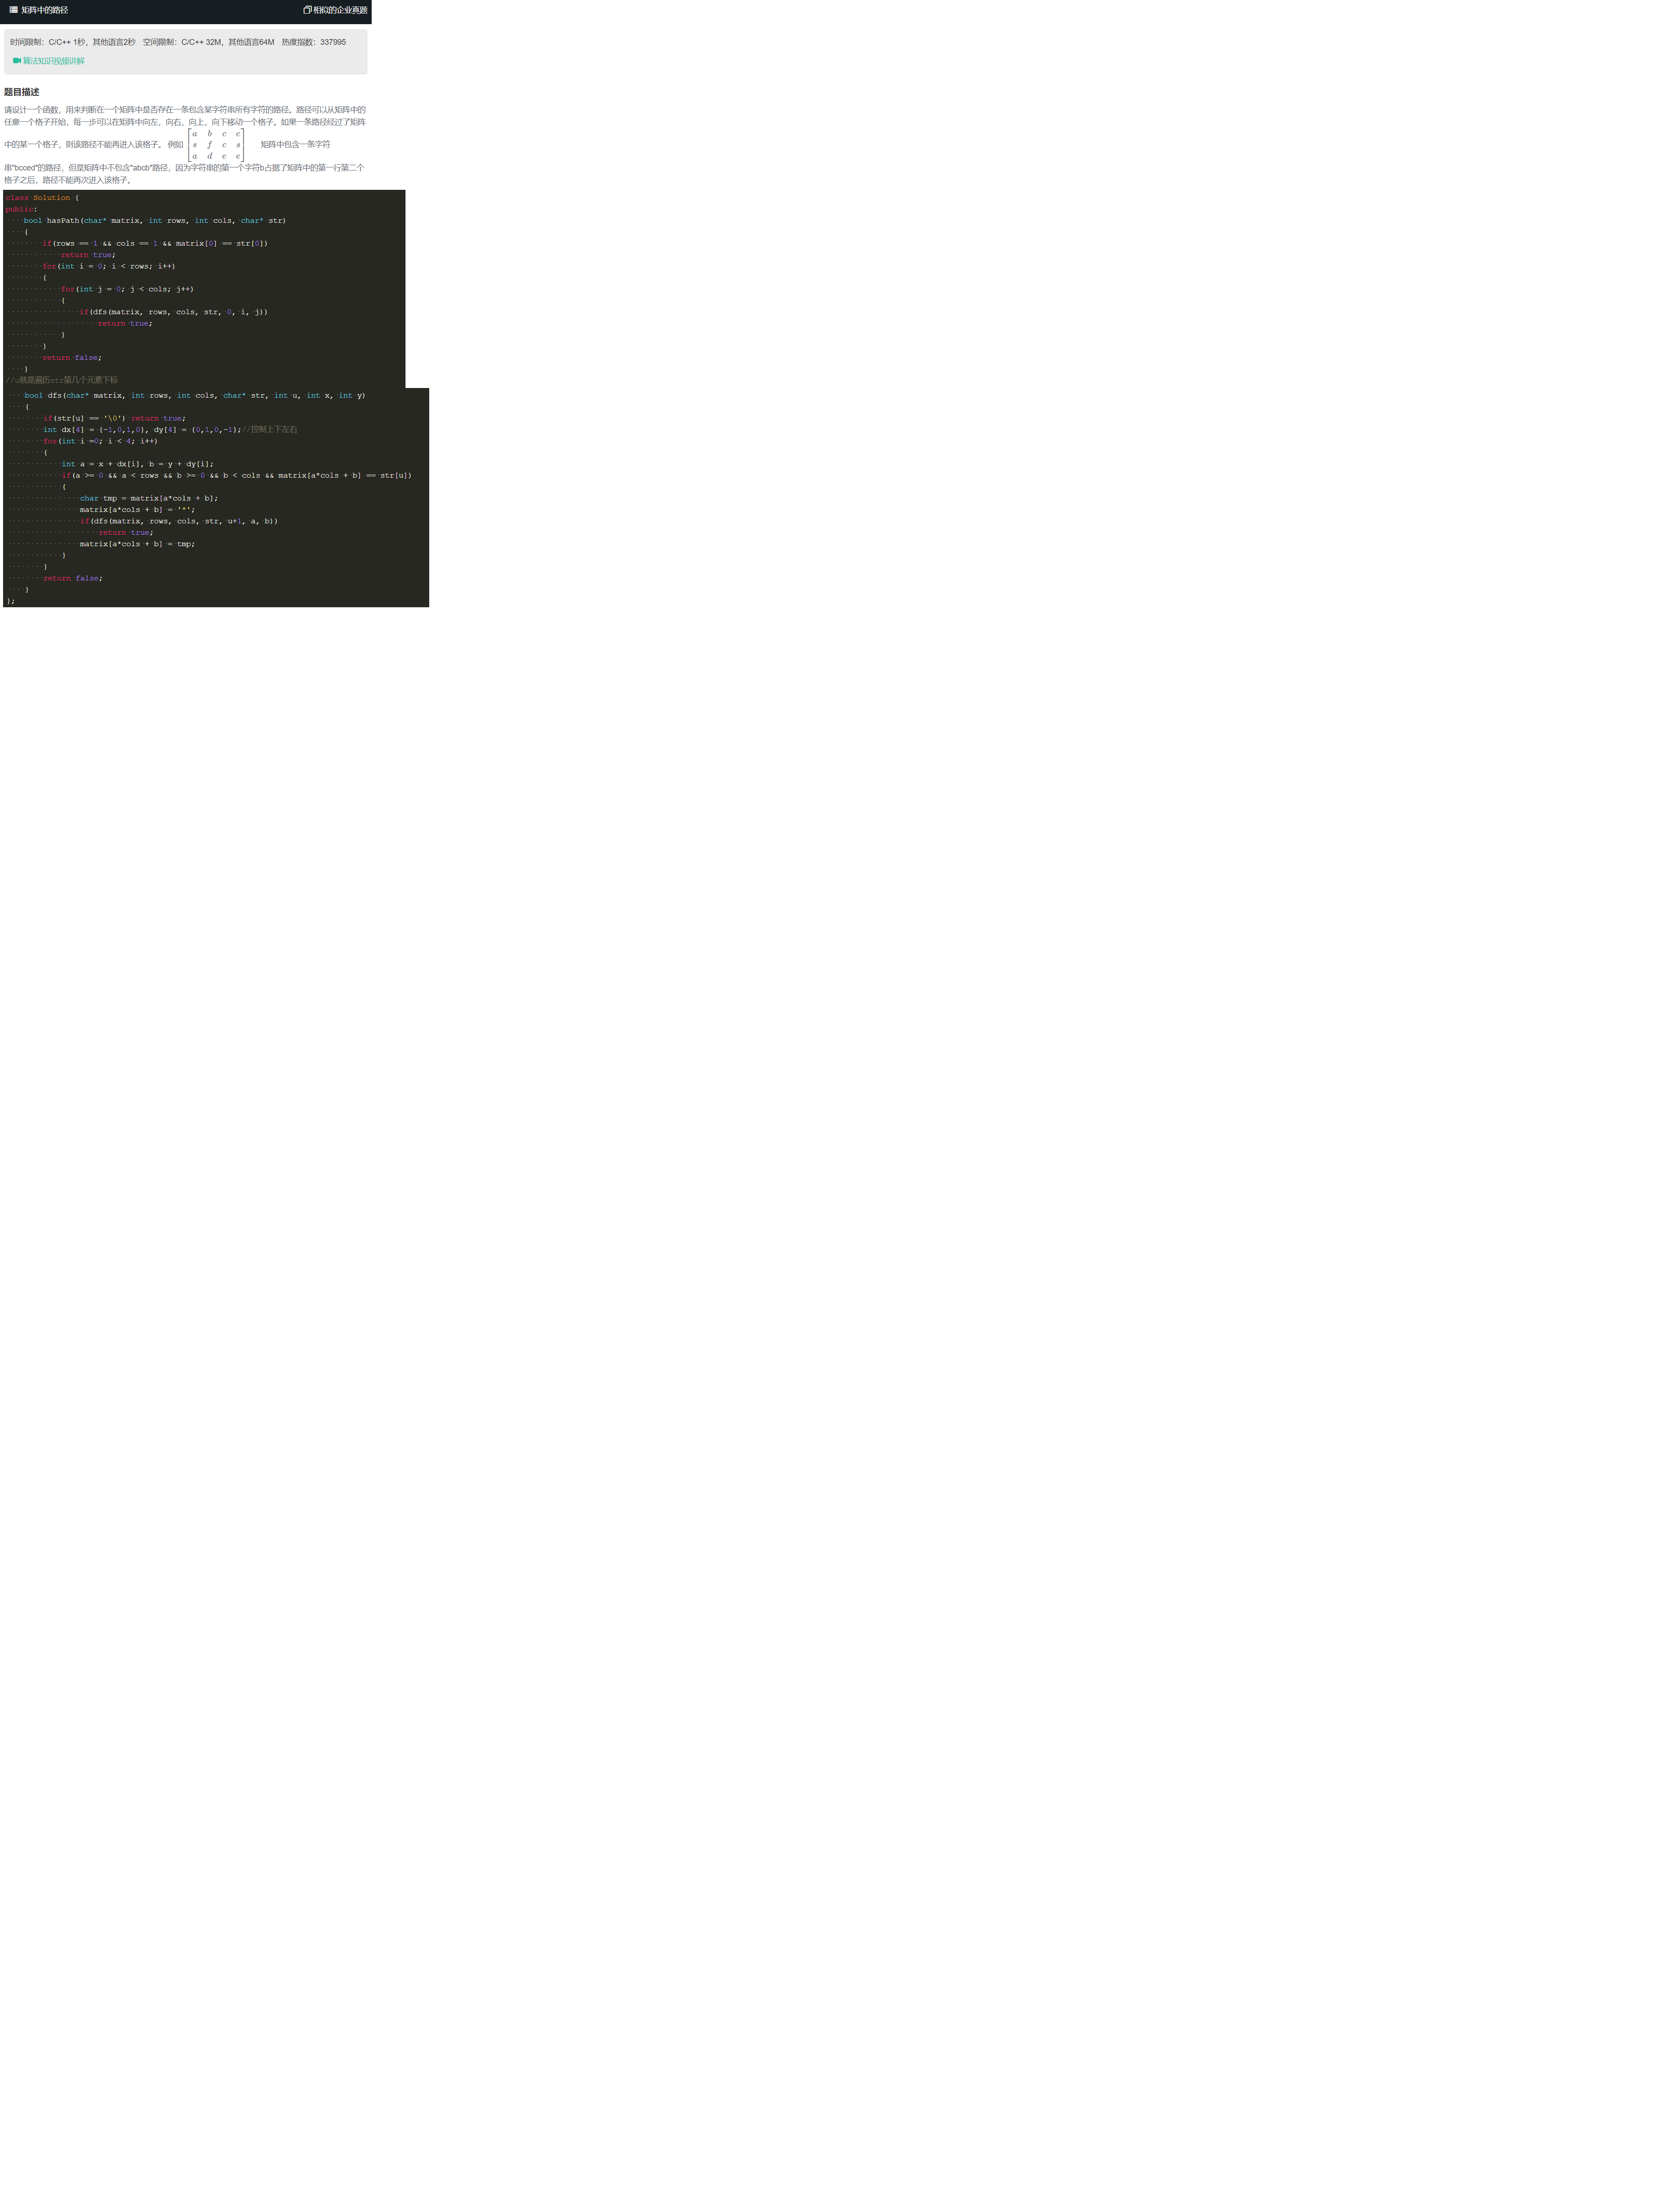 矩阵中的路径 相似的企业真题
时间限制：C/C++ 1秒，其他语言2秒 空间限制：C/C++ 32M，其他语言64M 热度指数：337995
算法知识视频讲解
题目描述
请设计一个函数，用来判断在一个矩阵中是否存在一条包含某字符串所有字符的路径。路径可以从矩阵中的
任意一个格子开始，每一步可以在矩阵中向左，向右，向上，向下移动一个格子。如果一条路径经过了矩阵
中的某一个格子，则该路径不能再进入该格子。 例如 [a b c e
s f c s
a d e e] 矩阵中包含一条字符
串"bcced"的路径，但是矩阵中不包含"abcb"路径，因为字符串的第一个字符b占据了矩阵中的第一行第二个
格子之后，路径不能再次进入该格子。
class Solution {
public:
    bool hasPath(char* matrix, int rows, int cols, char* str)
    {
        if(rows == 1 && cols == 1 && matrix[0] == str[0])
            return true;
        for(int i = 0; i < rows; i++)
        {
            for(int j = 0; j < cols; j++)
            {
                if(dfs(matrix, rows, cols, str, 0, i, j))
                    return true;
            }
        }
        return false;
    }
//u就是遍历str第几个元素下标
    bool dfs(char* matrix, int rows, int cols, char* str, int u, int x, int y)
    {
        if(str[u] == '\0') return true;
        int dx[4] = {-1,0,1,0}, dy[4] = {0,1,0,-1};//控制上下左右
        for(int i =0; i < 4; i++)
        {
            int a = x + dx[i], b = y + dy[i];
            if(a >= 0 && a < rows && b >= 0 && b < cols && matrix[a*cols + b] == str[u])
            {
                char tmp = matrix[a*cols + b];
                matrix[a*cols + b] = '*';
                if(dfs(matrix, rows, cols, str, u+1, a, b))
                    return true;
                matrix[a*cols + b] = tmp;
            }
        }
        return false;
    }
};